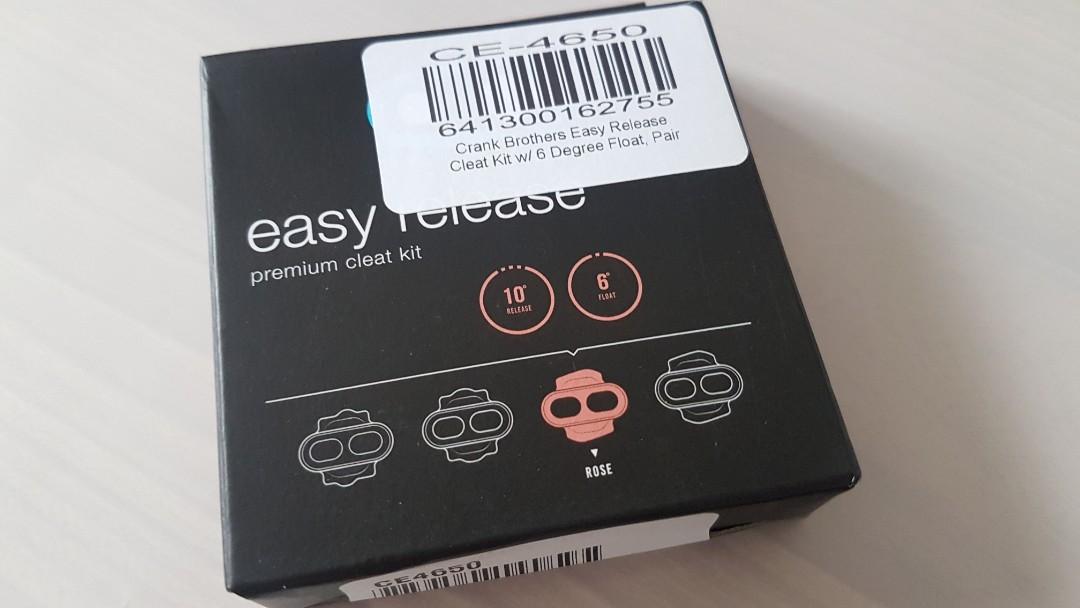 CE-4650
641300162755
Crank Brothers Easy Release
Cleat Kit w/ 6 Degree Float, Pair
easy release
premium cleat kit
10°
RELEASE
6°
FLOAT
ROSE
CE4650